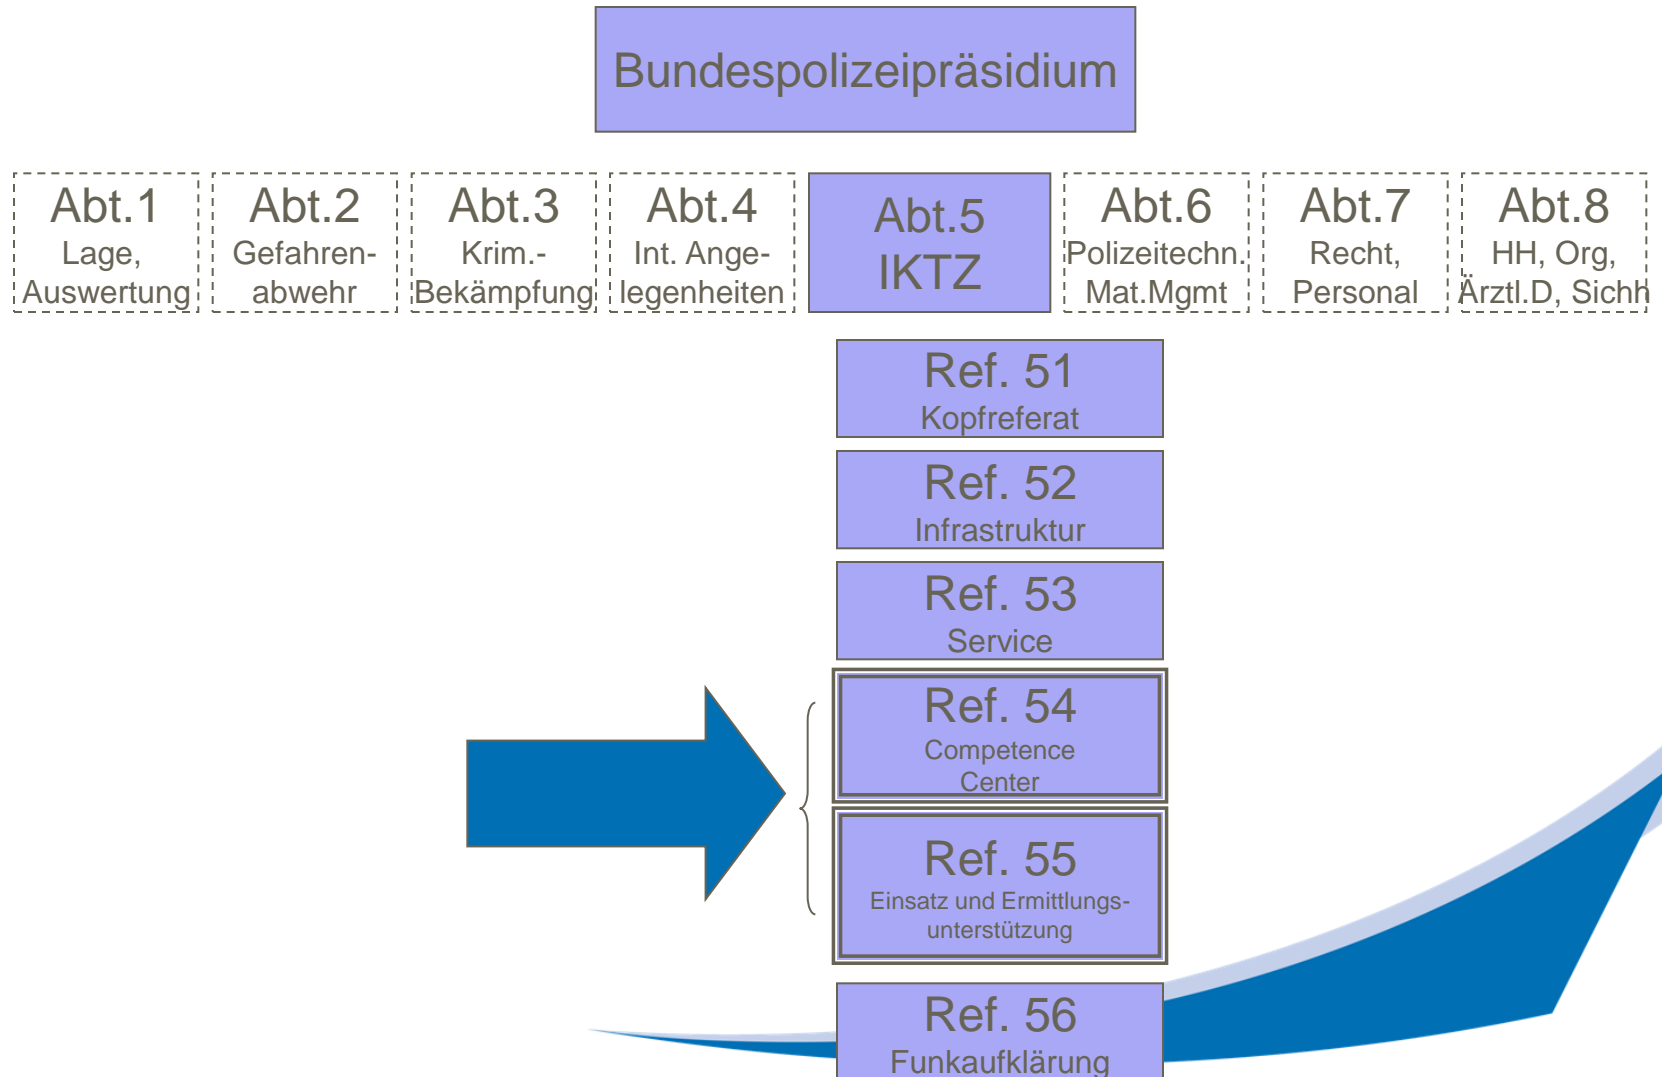 Bundespolizeipräsidium
Abt.1
Lage,
Auswertung
Abt.2
Gefahren-
abwehr
Abt.3
Krim.-
Bekämpfung
Abt.4
Int. Ange-
legenheiten
Abt.5
IKTZ
Abt.6
Polizeitechn.
Mat.Mgmt
Abt.7
Recht,
Personal
Abt.8
HH, Org,
Ärztl.D, Sichh
Ref. 51
Kopfreferat
Ref. 52
Infrastruktur
Ref. 53
Service
Ref. 54
Competence
Center
Ref. 55
Einsatz und Ermittlungs-
unterstützung
Ref. 56
Funkaufklärung